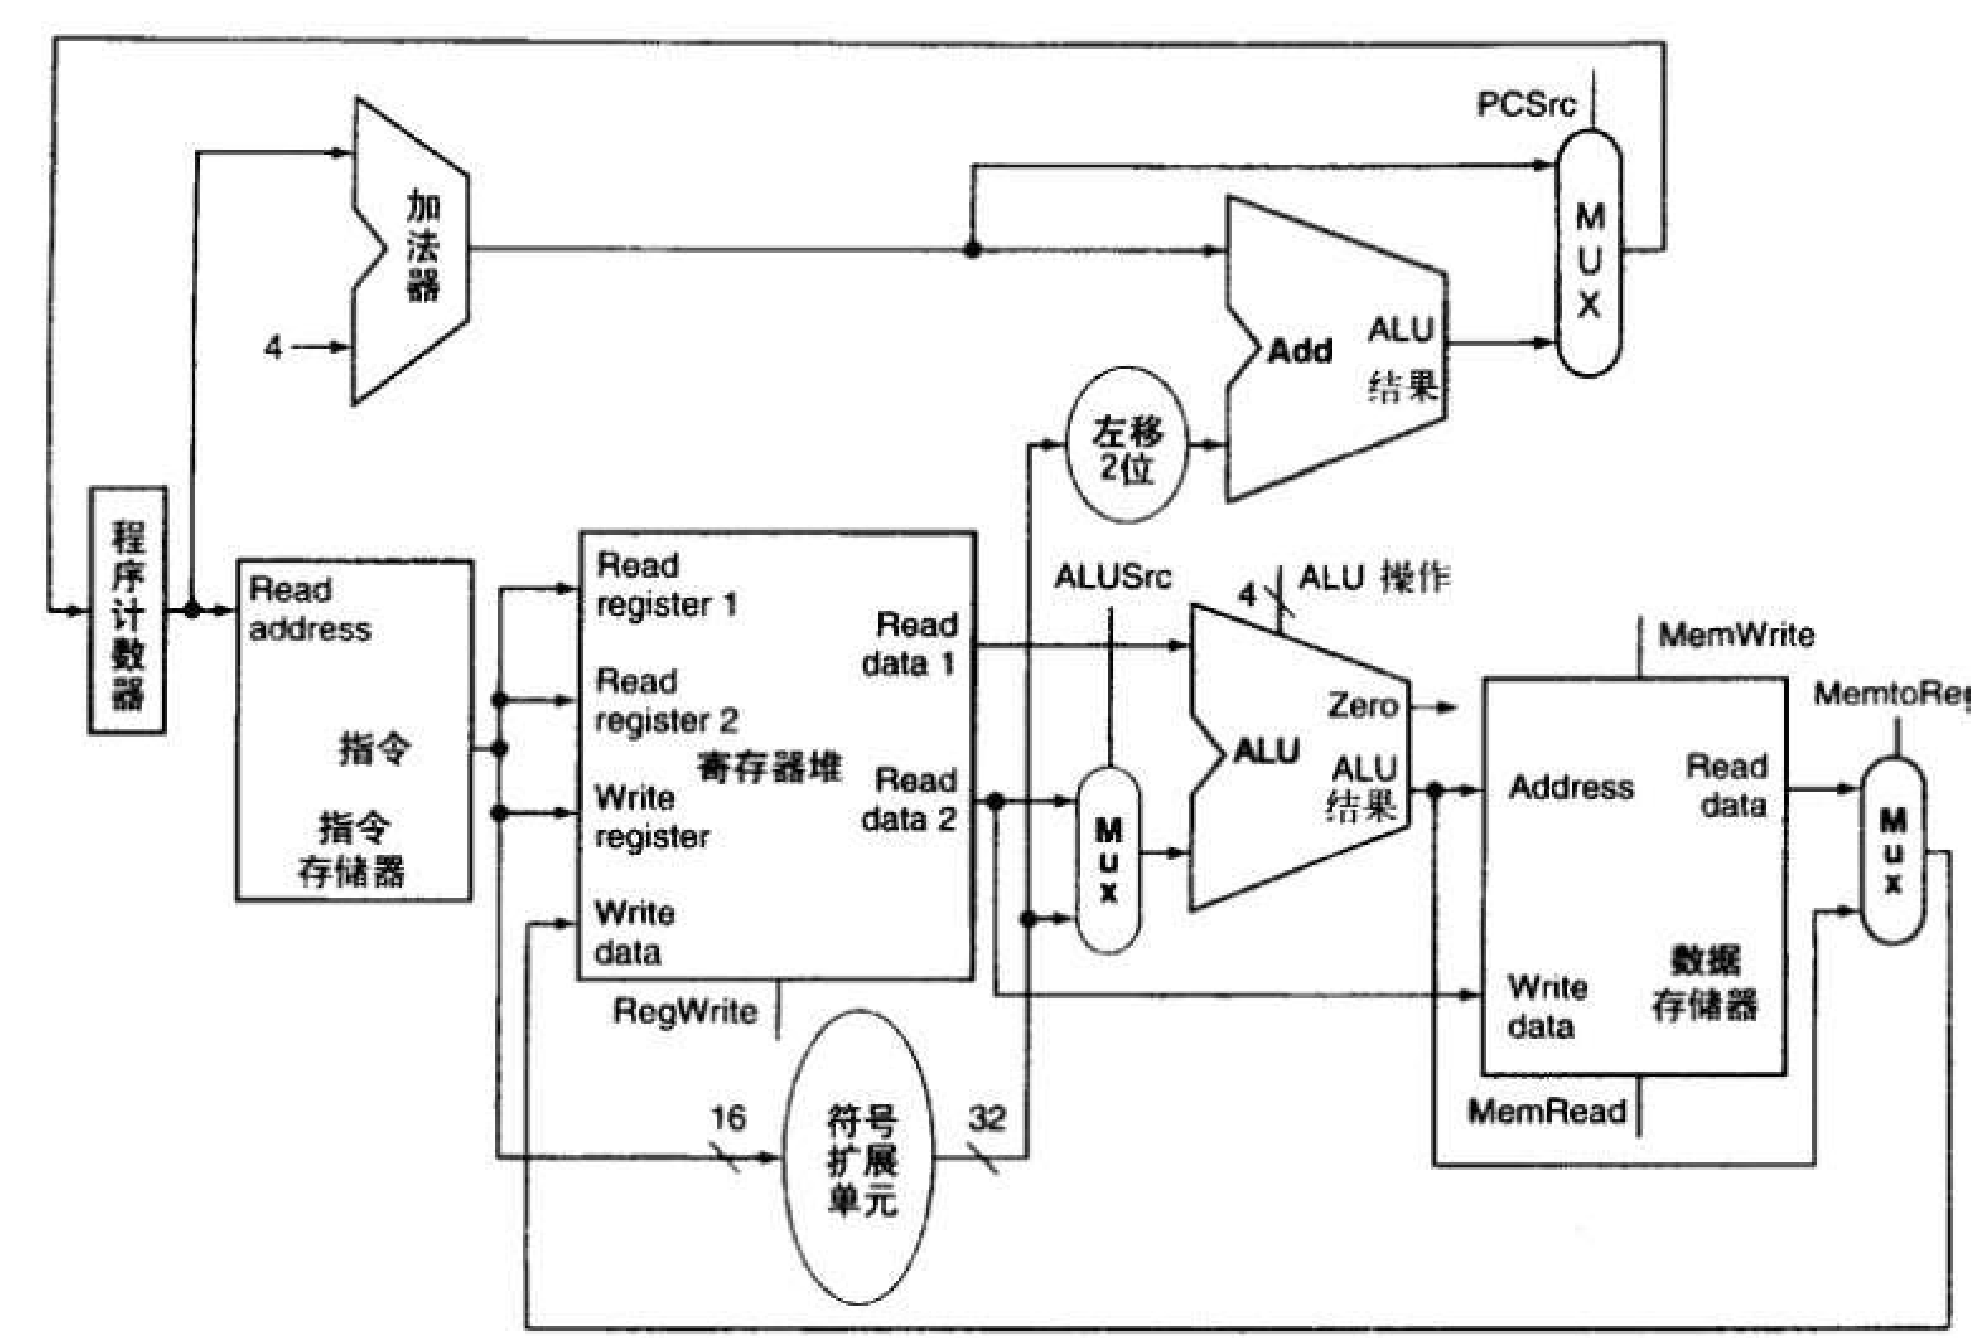 PCSrc
M
U
X
加
法
器
4
Add
ALU
结果
左移
2位
程
序
计
数
器
Read
address
指令
指令
存储器
Read
register 1
Read
register 2
寄存器堆
Write
register
Write
data
Read
data 1
Read
data 2
RegWrite
ALUSrc
M
u
x
4
ALU 操作
Zero
ALU
ALU
结果
MemWrite
MemtoReg
Address
Read
data
Write
data
数据
存储器
MemRead
M
u
x
16
符号
扩展
单元
32